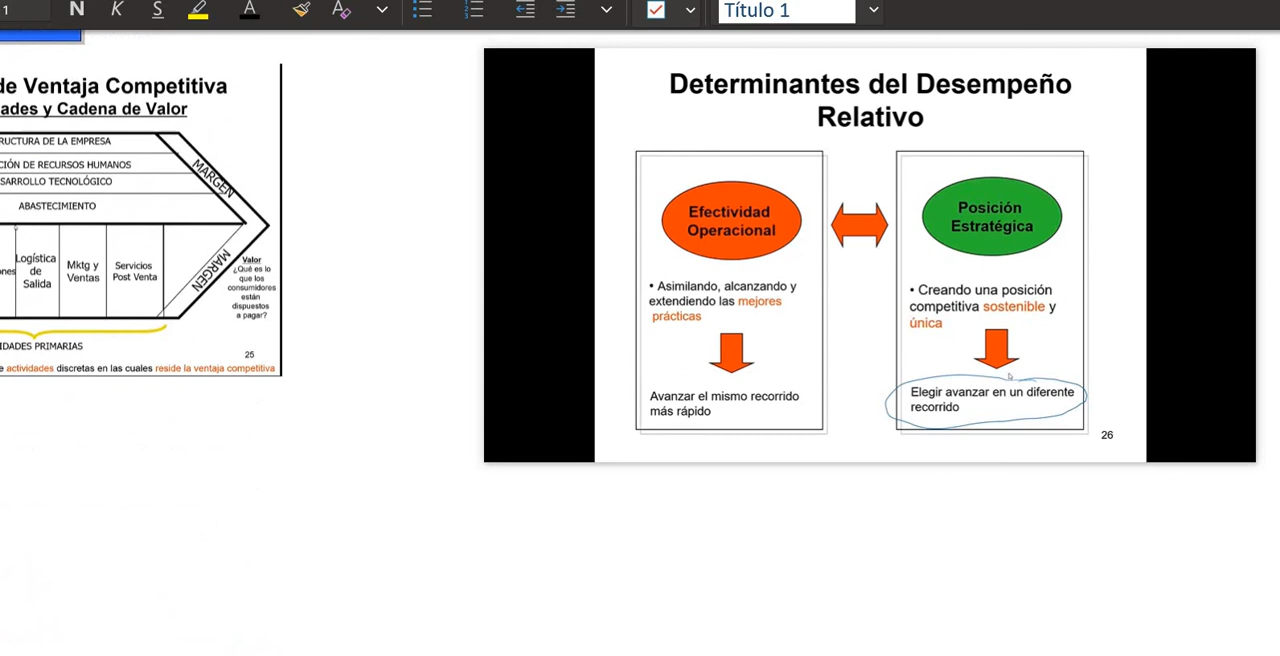 1 N K S A A Título 1
de Ventaja Competitiva
ades y Cadena de Valor
RUCTURA DE LA EMPRESA
CIÓN DE RECURSOS HUMANOS
SARROLLO TECNOLÓGICO
ABASTECIMIENTO
MARGEN
ones
Logística
de
Salida
Mktg y
Ventas
Servicios
Post Venta
MARGEN
Valor
¿Qué es lo
que los
consumidores
están
dispuestos
a pagar?
IDADES PRIMARIAS
25
e actividades discretas en las cuales reside la ventaja competitiva
Determinantes del Desempeño
Relativo
Efectividad
Operacional
• Asimilando, alcanzando y
extendiendo las mejores
prácticas
Avanzar el mismo recorrido
más rápido
Posición
Estratégica
• Creando una posición
competitiva sostenible y
única
Elegir avanzar en un diferente
recorrido
26